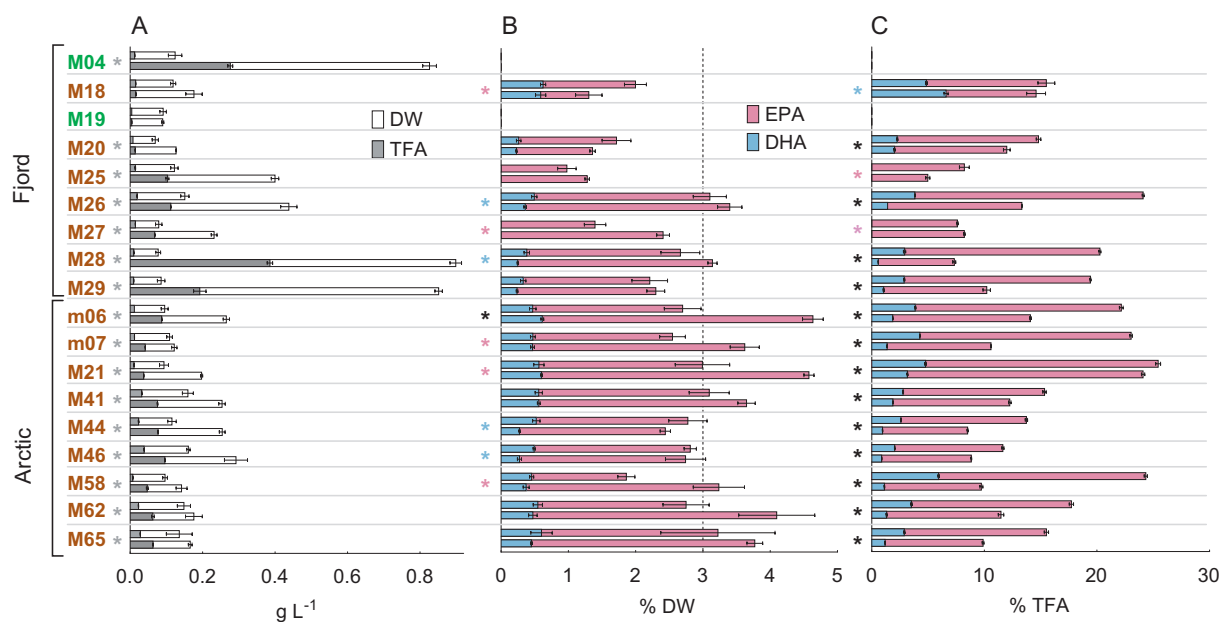 A B C
M04 *
M18 * * *
M19
DW
TFA
EPA
DHA
M20 * *
M25 * *
M26 * * *
M27 * * *
M28 * * *
M29 * *
m06 * * *
m07 * * *
M21 * * *
M41 * *
M44 * * *
M46 * * *
M58 * * *
M62 * *
M65 * *
Fjord
Arctic
0.0 0.2 0.4 0.6 0.8
0 1 2 3 4 5
0 10 20 30
g L⁻¹
% DW
% TFA